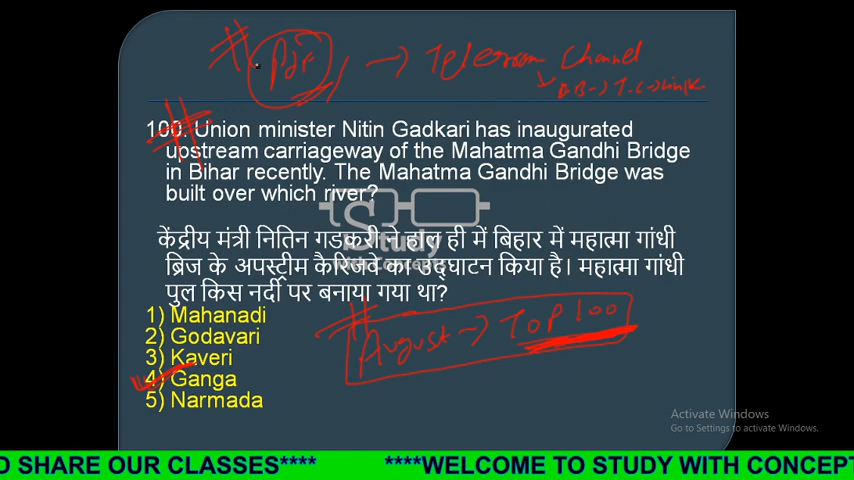 # Pdf → Telegram Channel
# 100. Union minister Nitin Gadkari has inaugurated
upstream carriageway of the Mahatma Gandhi Bridge
in Bihar recently. The Mahatma Gandhi Bridge was
built over which river?
Study
with Concepts
केंद्रीय मंत्री नितिन गडकरी ने हाल ही में बिहार में महात्मा गांधी
ब्रिज के अपस्ट्रीम कैरिजवे का उद्घाटन किया है। महात्मा गांधी
पुल किस नदी पर बनाया गया था?
1) Mahanadi
2) Godavari
3) Kaveri
4) Ganga
5) Narmada
# August → TOP 100
Activate Windows
Go to Settings to activate Windows.
D SHARE OUR CLASSES**** ****WELCOME TO STUDY WITH CONCEPT